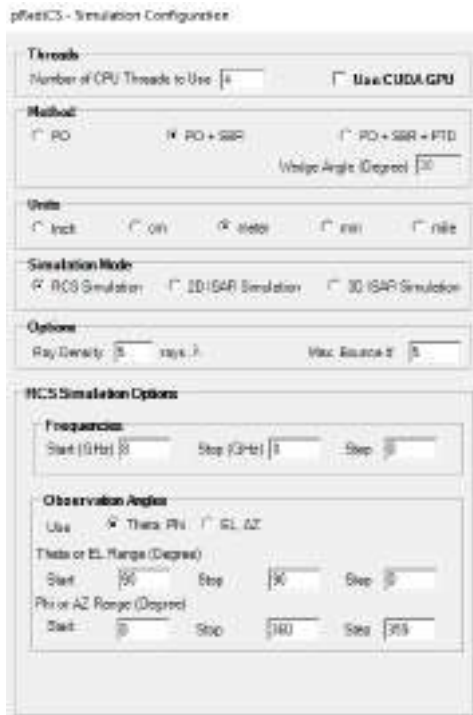 pRediCS - Simulation Configuration
Threads
Number of CPU Threads to Use 4 Use CUDA GPU
Method
PO PO + SBR PO + SBR + PTD
Wedge Angle (Degree) 30
Units
Inch cm meter mm mile
Simulation Mode
RCS Simulation 2D ISAR Simulation 3D ISAR Simulation
Options
Ray Density 5 rays / λ Max. Bounce # 5
RCS Simulation Options
Frequencies
Start (GHz) 8 Stop (GHz) Step 0
Observation Angles
Use Theta, Phi EL, AZ
Theta or EL Range (Degree)
Start 90 Stop 90 Step 0
Phi or AZ Range (Degree)
Start 0 Stop 360 Step 359